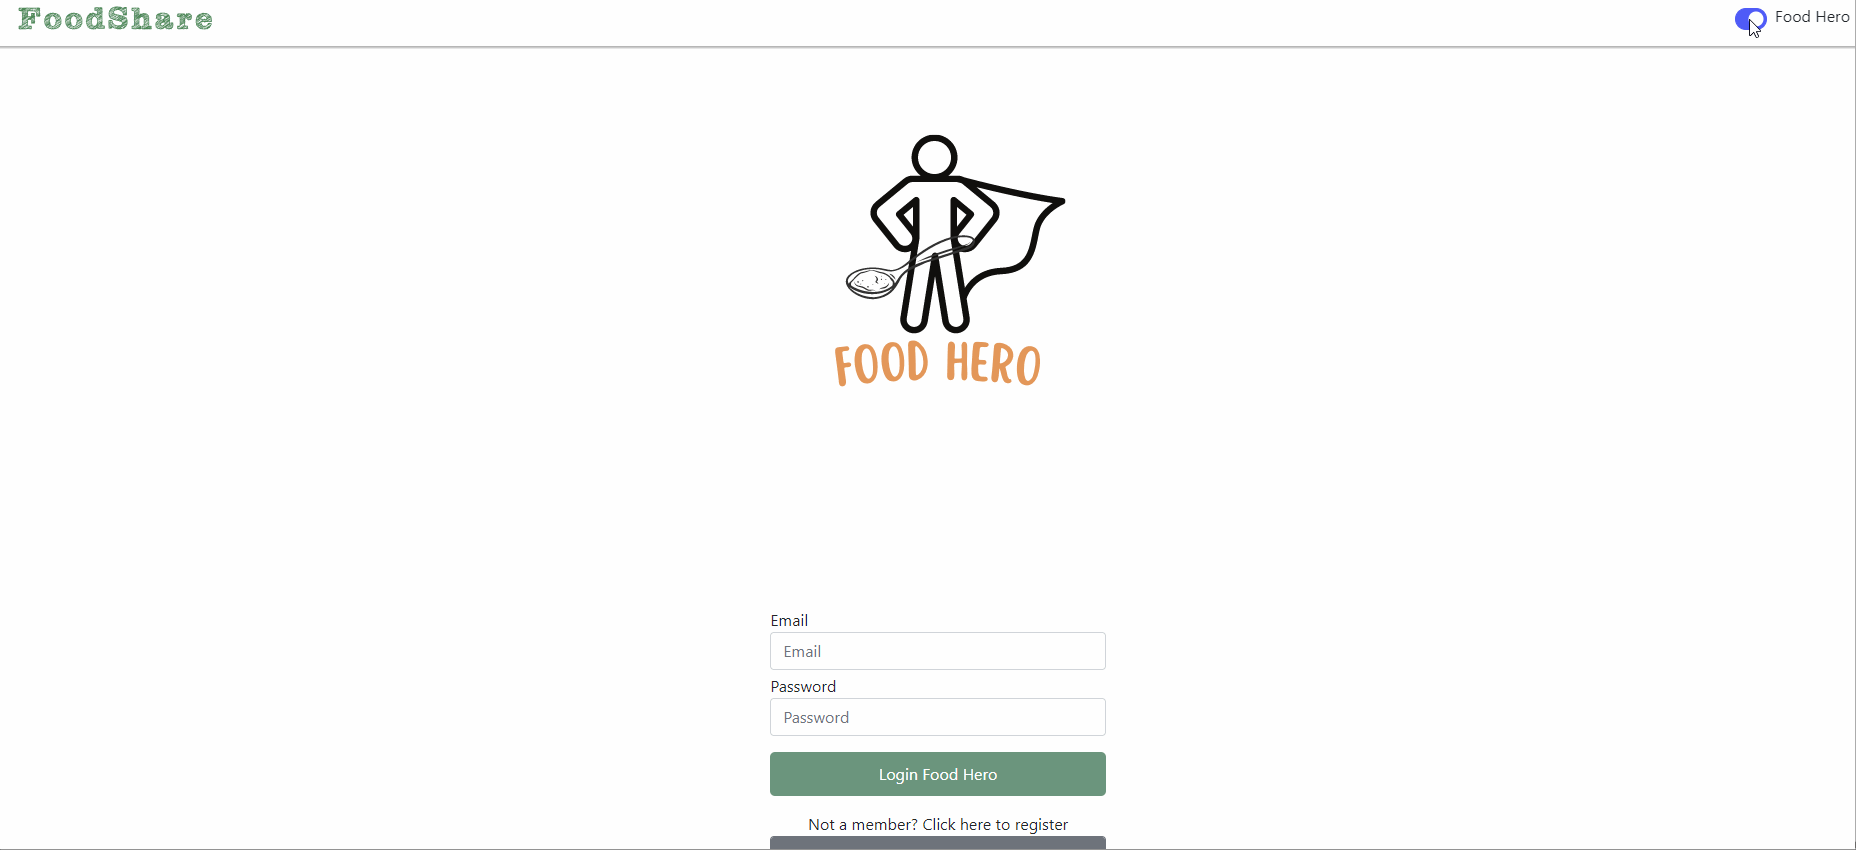 FoodShare
Food Hero
FOOD HERO
Email
Email
Password
Password
Login Food Hero
Not a member? Click here to register